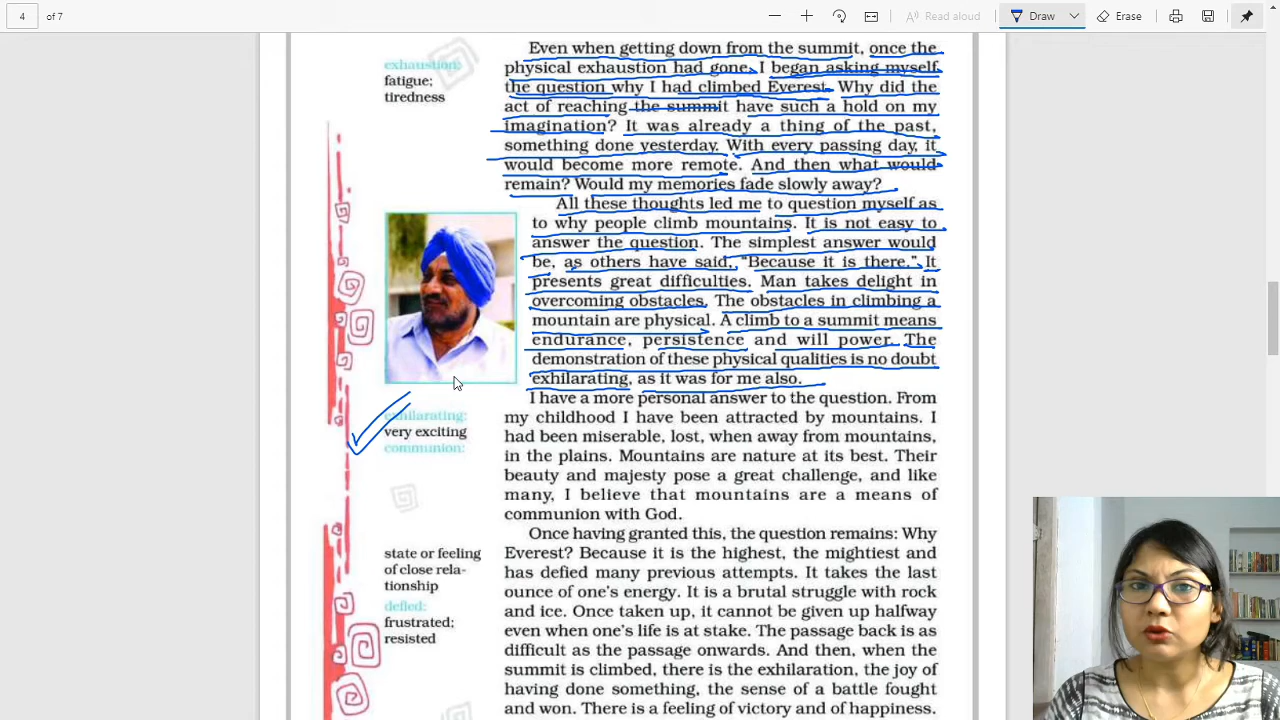 4 of 7
Read aloud
Draw
Erase
exhaustion:
fatigue;
tiredness
Even when getting down from the summit, once the
physical exhaustion had gone, I began asking myself
the question why I had climbed Everest. Why did the
act of reaching the summit have such a hold on my
imagination? It was already a thing of the past,
something done yesterday. With every passing day, it
would become more remote. And then what would
remain? Would my memories fade slowly away?
All these thoughts led me to question myself as
to why people climb mountains. It is not easy to
answer the question. The simplest answer would
be, as others have said, “Because it is there.” It
presents great difficulties. Man takes delight in
overcoming obstacles. The obstacles in climbing a
mountain are physical. A climb to a summit means
endurance, persistence and will power. The
demonstration of these physical qualities is no doubt
exhilarating, as it was for me also.
exhilarating:
very exciting
communion:
state or feeling
of close rela-
tionship
defied:
frustrated;
resisted
I have a more personal answer to the question. From
my childhood I have been attracted by mountains. I
had been miserable, lost, when away from mountains,
in the plains. Mountains are nature at its best. Their
beauty and majesty pose a great challenge, and like
many, I believe that mountains are a means of
communion with God.
Once having granted this, the question remains: Why
Everest? Because it is the highest, the mightiest and
has defied many previous attempts. It takes the last
ounce of one's energy. It is a brutal struggle with rock
and ice. Once taken up, it cannot be given up halfway
even when one's life is at stake. The passage back is as
difficult as the passage onwards. And then, when the
summit is climbed, there is the exhilaration, the joy of
having done something, the sense of a battle fought
and won. There is a feeling of victory and of happiness.